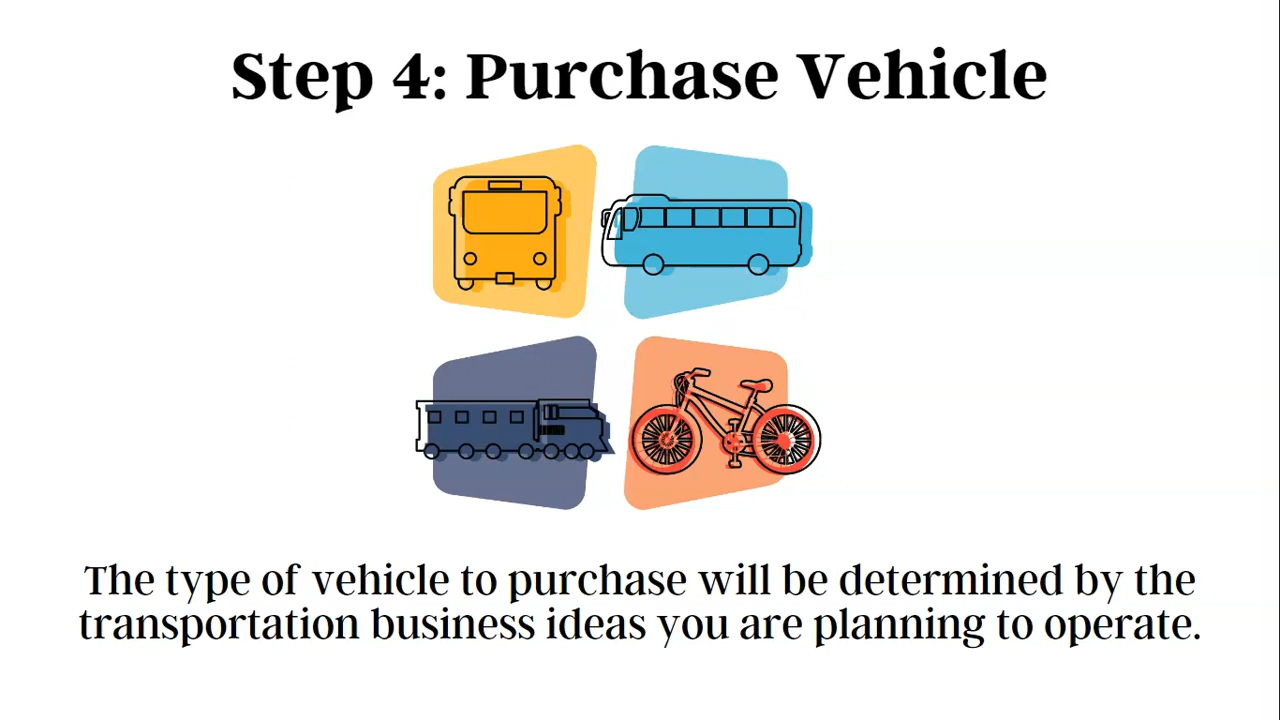 Step 4: Purchase Vehicle
The type of vehicle to purchase will be determined by the
transportation business ideas you are planning to operate.